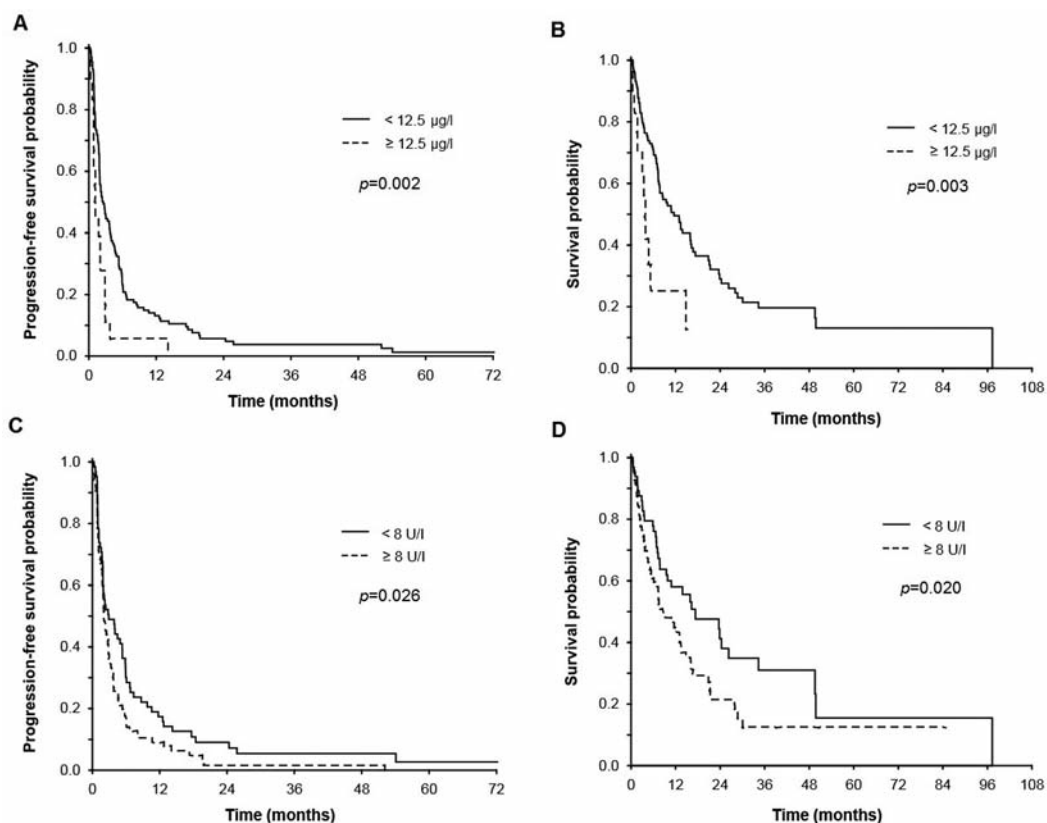 A
Progression-free survival probability
1.0
0.8
0.6
0.4
0.2
0.0
< 12.5 µg/l
≥ 12.5 µg/l
p=0.002
0 12 24 36 48 60 72
Time (months)
B
Survival probability
1.0
0.8
0.6
0.4
0.2
0.0
< 12.5 µg/l
≥ 12.5 µg/l
p=0.003
0 12 24 36 48 60 72 84 96 108
Time (months)
C
Progression-free survival probability
1.0
0.8
0.6
0.4
0.2
0.0
< 8 U/l
≥ 8 U/l
p=0.026
0 12 24 36 48 60 72
Time (months)
D
Survival probability
1.0
0.8
0.6
0.4
0.2
0.0
< 8 U/l
≥ 8 U/l
p=0.020
0 12 24 36 48 60 72 84 96 108
Time (months)